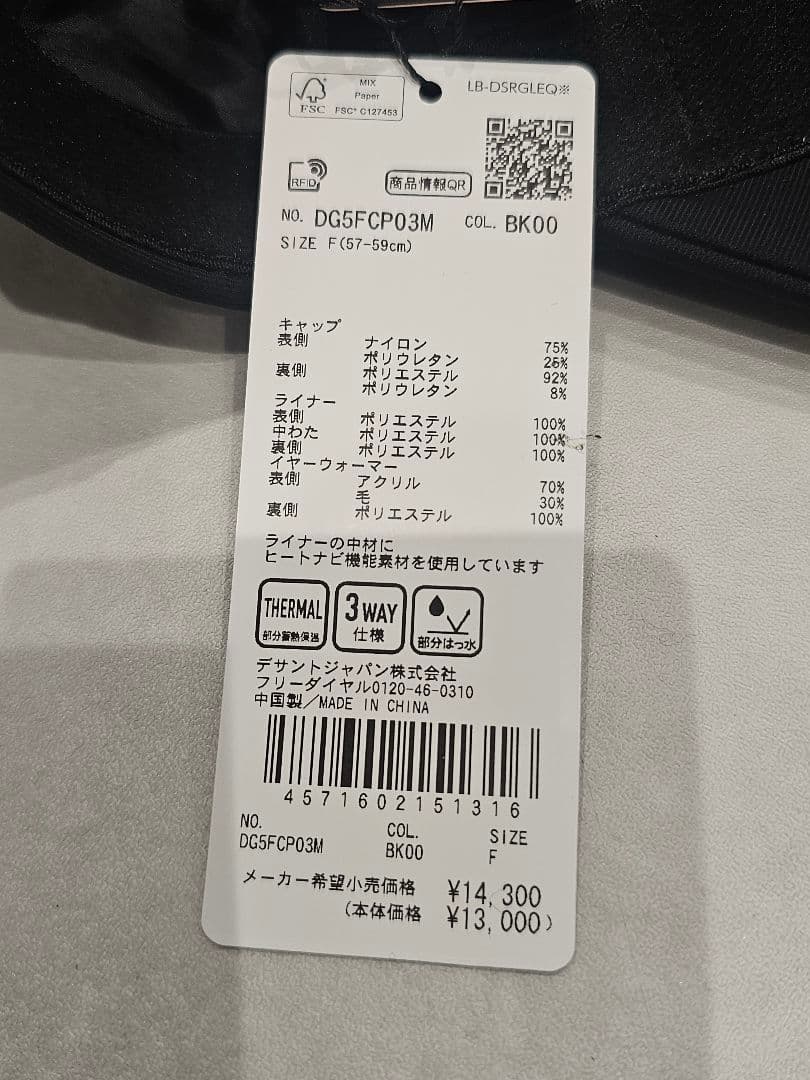 MIX
Paper
FSC
FSC® C127453
LB-DSRGLEQ※
RFID
商品情報QR
NO. DG5FCP03M COL. BK00
SIZE F(57-59cm)
キャップ
表側 ナイロン 75%
ポリウレタン 25%
裏側 ポリエステル 92%
ポリウレタン 8%
ライナー
表側 ポリエステル 100%
中わた ポリエステル 100%
裏側 ポリエステル 100%
イヤーウォーマー
表側 アクリル 70%
毛 30%
裏側 ポリエステル 100%
ライナーの中材に
ヒートナビ機能素材を使用しています
THERMAL
部分蓄熱保温
3WAY
仕様
部分はっ水
デサントジャパン株式会社
フリーダイヤル0120-46-0310
中国製/MADE IN CHINA
4571602151316
NO. COL. SIZE
DG5FCP03M BK00 F
メーカー希望小売価格 ¥14,300
(本体価格 ¥13,000)